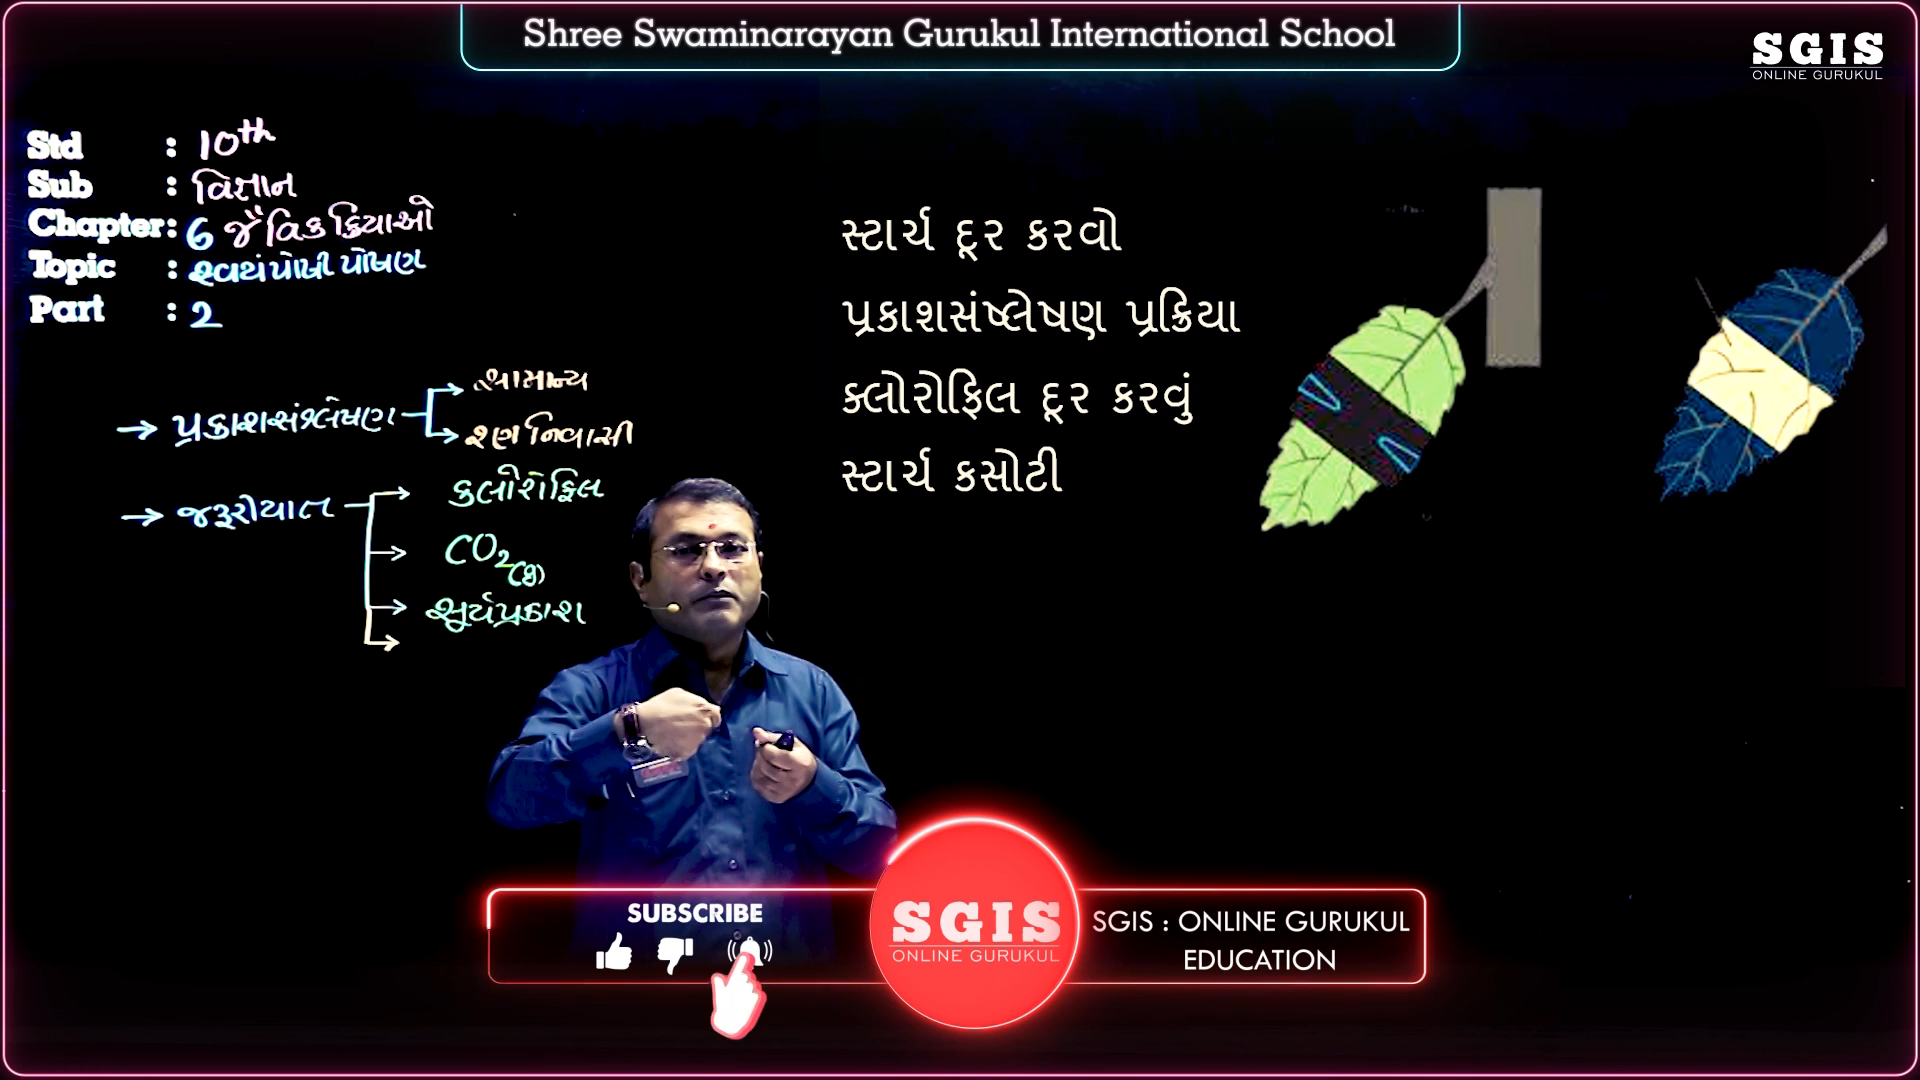 Shree Swaminarayan Gurukul International School
SGIS
ONLINE GURUKUL
Std : 10th
Sub : વિજ્ઞાન
Chapter: 6 જૈવિક ક્રિયાઓ
Topic : સ્વયંપોષી પોષણ
Part : 2
→ પ્રકાશસંશ્લેષણ
સામાન્ય
રણ નિવાસી
→ જરૂરીયાત
ક્લોરોફિલ
CO2(g)
સૂર્યપ્રકાશ
સ્ટાર્ચ દૂર કરવો
પ્રકાશસંષ્લેષણ પ્રક્રિયા
ક્લોરોફિલ દૂર કરવું
સ્ટાર્ચ કસોટી
SUBSCRIBE
SGIS
ONLINE GURUKUL
SGIS : ONLINE GURUKUL
EDUCATION